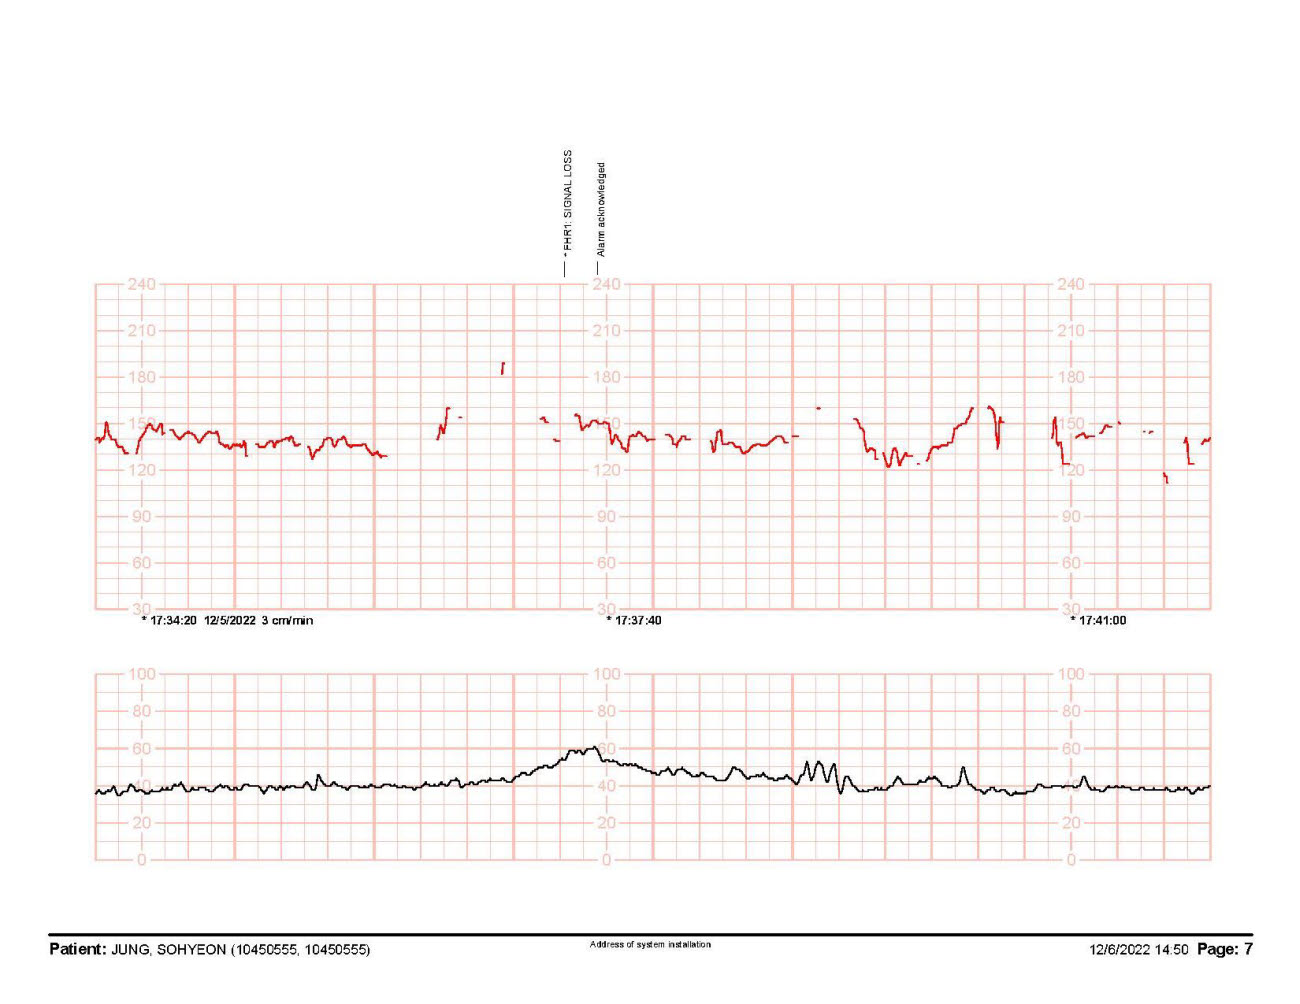 * FHR1: SIGNAL LOSS
Alarm acknowledged
240 240 240
210 210 210
180 180 180
150 150 150
120 120 120
90 90 90
60 60 60
30 30 30
* 17:34:20 12/5/2022 3 cm/min * 17:37:40 * 17:41:00
100 100 100
80 80 80
60 60 60
40 40 40
20 20 20
0 0 0
Patient: JUNG, SOHYEON (10450555, 10450555) Address of system installation 12/6/2022 14:50 Page: 7